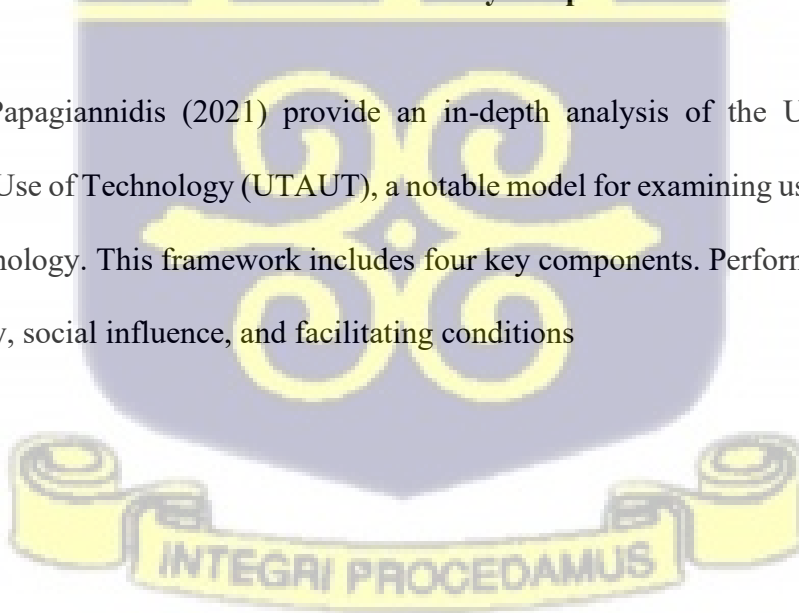 Papagiannidis (2021) provide an in-depth analysis of the U
Use of Technology (UTAUT), a notable model for examining us
nology. This framework includes four key components. Perform
y, social influence, and facilitating conditions
INTEGRI PROCEDAMUS